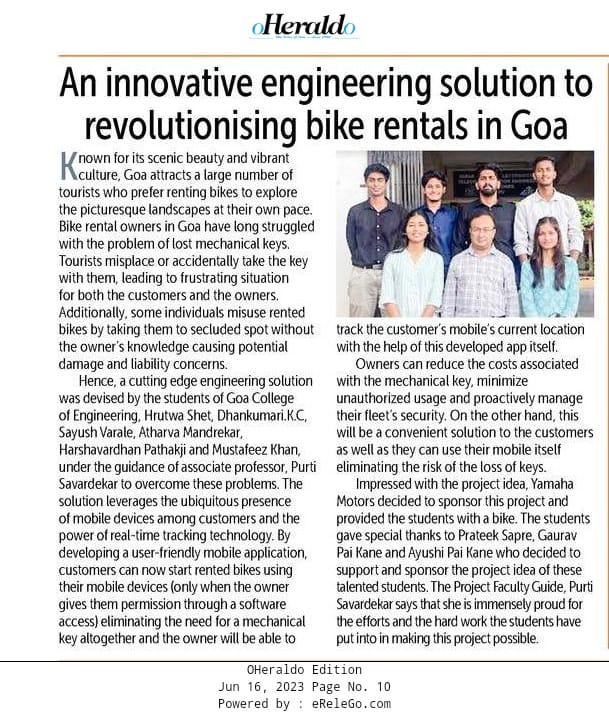 oHeraldo
An innovative engineering solution to
revolutionising bike rentals in Goa
Known for its scenic beauty and vibrant
culture, Goa attracts a large number of
tourists who prefer renting bikes to explore
the picturesque landscapes at their own pace.
Bike rental owners in Goa have long struggled
with the problem of lost mechanical keys.
Tourists misplace or accidentally take the key
with them, leading to frustrating situation
for both the customers and the owners.
Additionally, some individuals misuse rented
bikes by taking them to secluded spot without
the owner's knowledge causing potential
damage and liability concerns.
Hence, a cutting edge engineering solution
was devised by the students of Goa College
of Engineering, Hrutwa Shet, Dhankumari.K.C,
Sayush Varale, Atharva Mandrekar,
Harshavardhan Pathakji and Mustafeez Khan,
under the guidance of associate professor, Purti
Savardekar to overcome these problems. The
solution leverages the ubiquitous presence
of mobile devices among customers and the
power of real-time tracking technology. By
developing a user-friendly mobile application,
customers can now start rented bikes using
their mobile devices (only when the owner
gives them permission through a software
access) eliminating the need for a mechanical
key altogether and the owner will be able to
track the customer's mobile's current location
with the help of this developed app itself.
Owners can reduce the costs associated
with the mechanical key, minimize
unauthorized usage and proactively manage
their fleet's security. On the other hand, this
will be a convenient solution to the customers
as well as they can use their mobile itself
eliminating the risk of the loss of keys.
Impressed with the project idea, Yamaha
Motors decided to sponsor this project and
provided the students with a bike. The students
gave special thanks to Prateek Sapre, Gaurav
Pai Kane and Ayushi Pai Kane who decided to
support and sponsor the project idea of these
talented students. The Project Faculty Guide, Purti
Savardekar says that she is immensely proud for
the efforts and the hard work the students have
put into in making this project possible.
OHeraldo Edition
Jun 16, 2023 Page No. 10
Powered by : eReleGo.com